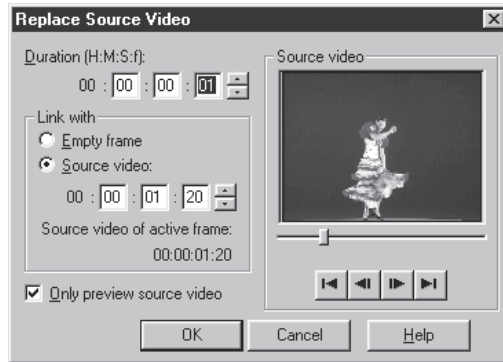 Replace Source Video
Duration (H:M:S:f):
00 : 00 : 00 : 01
Link with
Empty frame
Source video:
00 : 00 : 01 : 20
Source video of active frame:
00:00:01:20
Only preview source video
Source video
OK
Cancel
Help